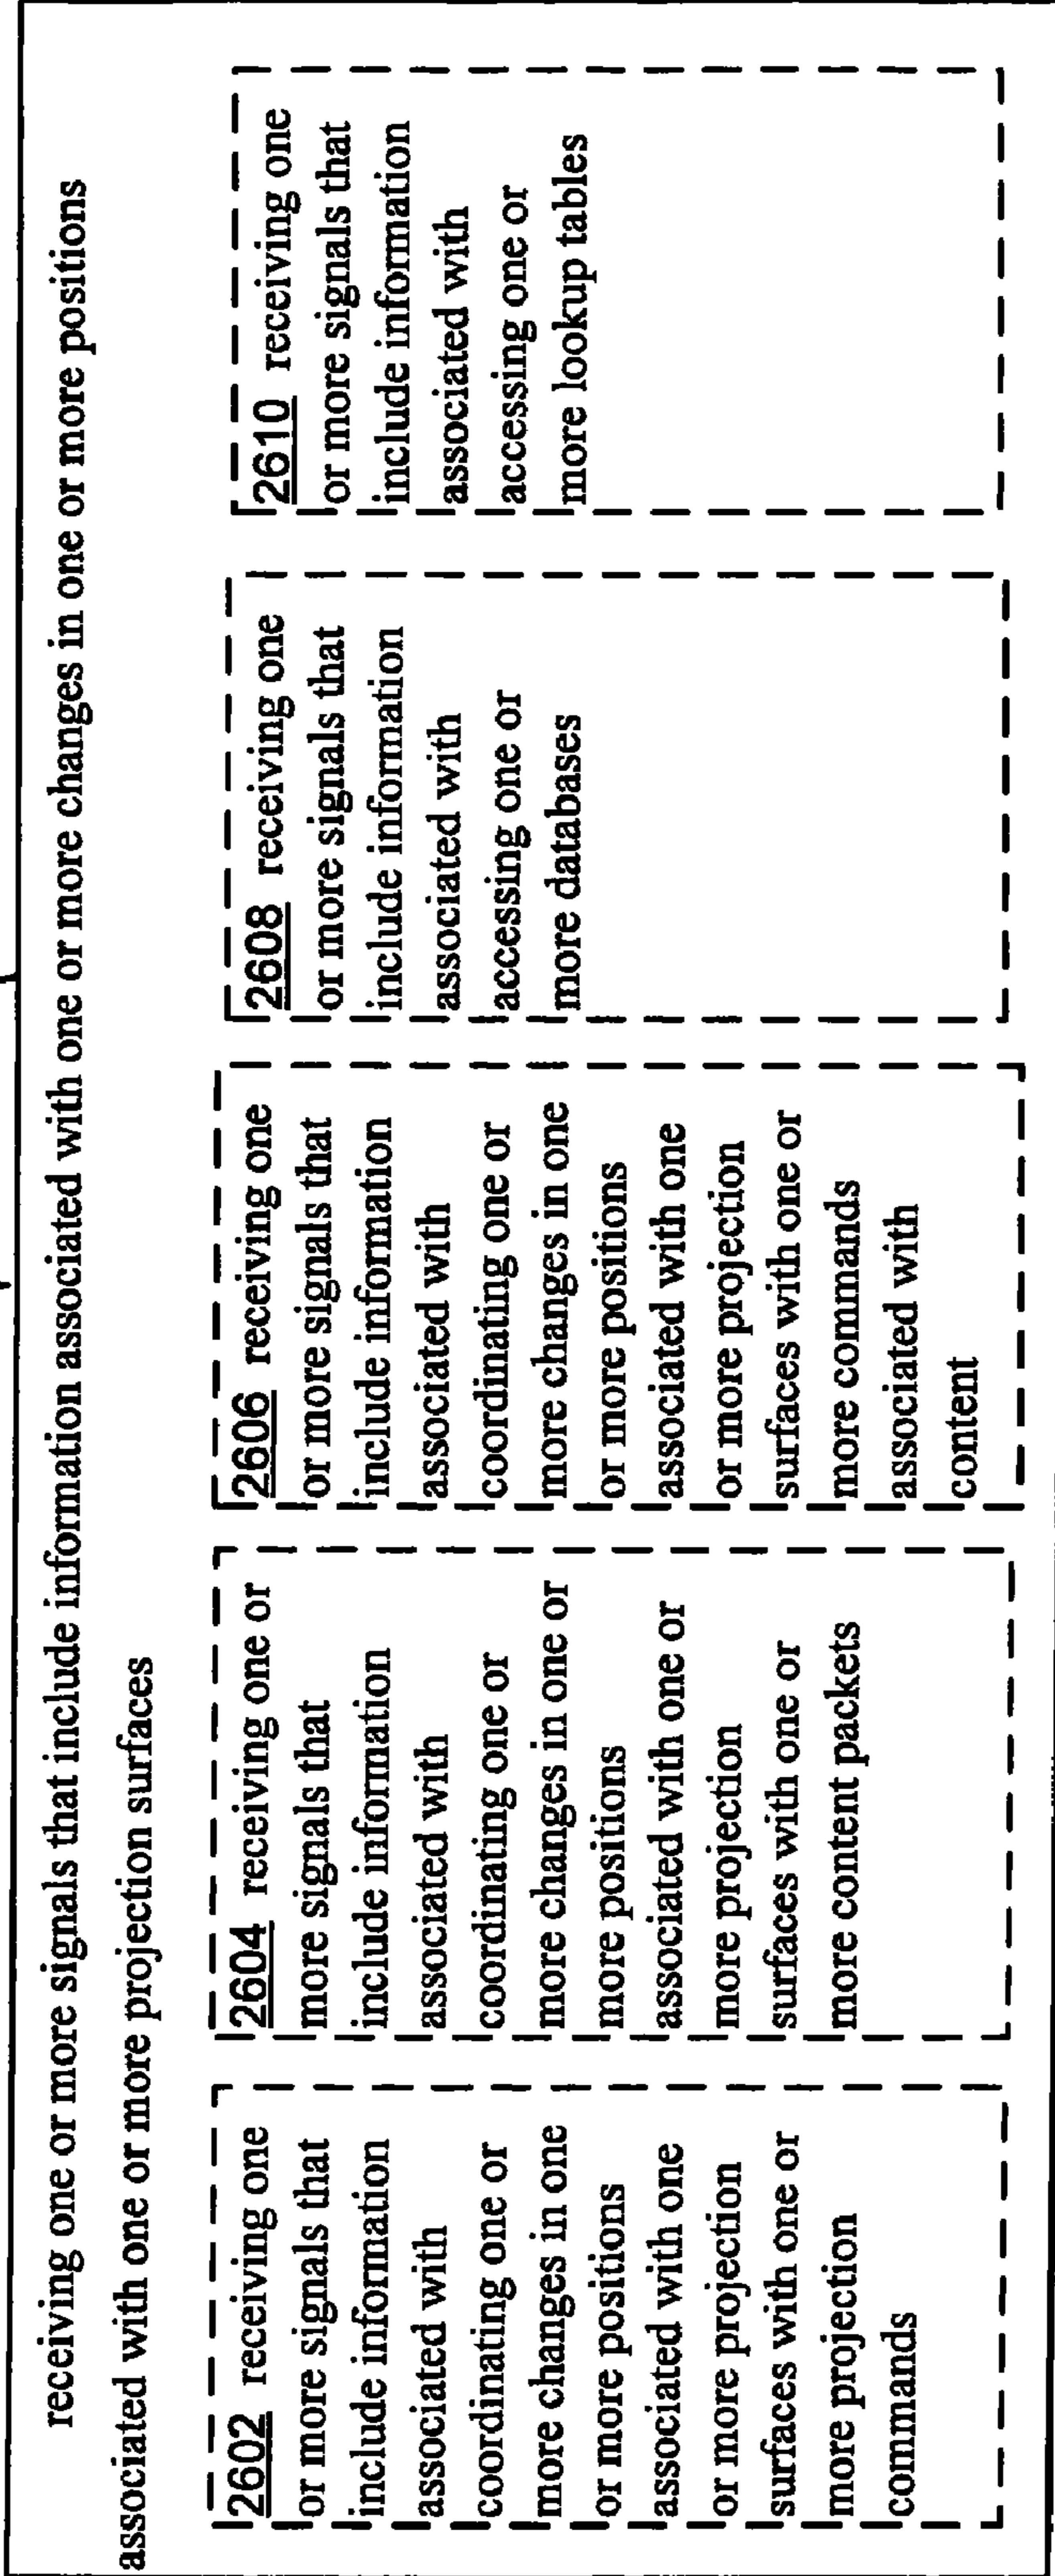 receiving one or more signals that include information associated with one or more changes in one or more positions
associated with one or more projection surfaces
2602 receiving one
or more signals that
include information
associated with
coordinating one or
more changes in one
or more positions
associated with one
or more projection
surfaces with one or
more projection
commands
2604 receiving one or
more signals that
include information
associated with
coordinating one or
more changes in one or
more positions
associated with one or
more projection
surfaces with one or
more content packets
2606 receiving one
or more signals that
include information
associated with
coordinating one or
more changes in one
or more positions
associated with one
or more projection
surfaces with one or
more commands
associated with
content
2608 receiving one
or more signals that
include information
associated with
accessing one or
more databases
2610 receiving one
or more signals that
include information
associated with
accessing one or
more lookup tables